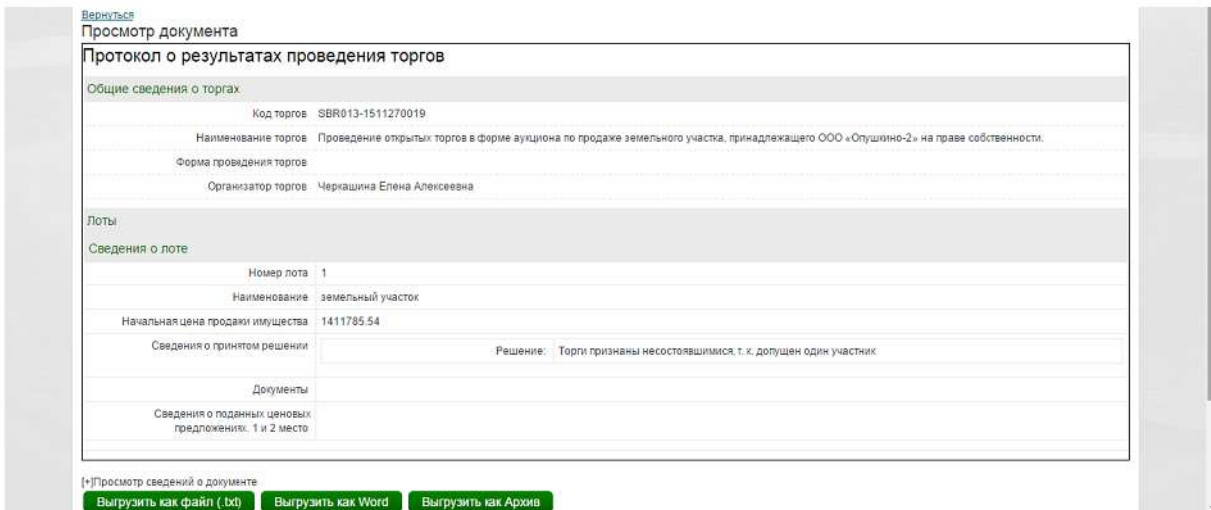 Вернуться
Просмотр документа
Протокол о результатах проведения торгов
Общие сведения о торгах
Код торгов SBR013-1511270019
Наименование торгов Проведение открытых торгов в форме аукциона по продаже земельного участка, принадлежащего ООО «Опушкино-2» на праве собственности.
Форма проведения торгов
Организатор торгов Черкашина Елена Алексеевна
Лоты
Сведения о лоте
Номер лота 1
Наименование земельный участок
Начальная цена продажи имущества 1411785.54
Сведения о принятом решении Решение: Торги признаны несостоявшимися, т. к. допущен один участник
Документы
Сведения о поданных ценовых
предложениях. 1 и 2 место
[+]Просмотр сведений о документе
Выгрузить как файл (.txt) Выгрузить как Word Выгрузить как Архив